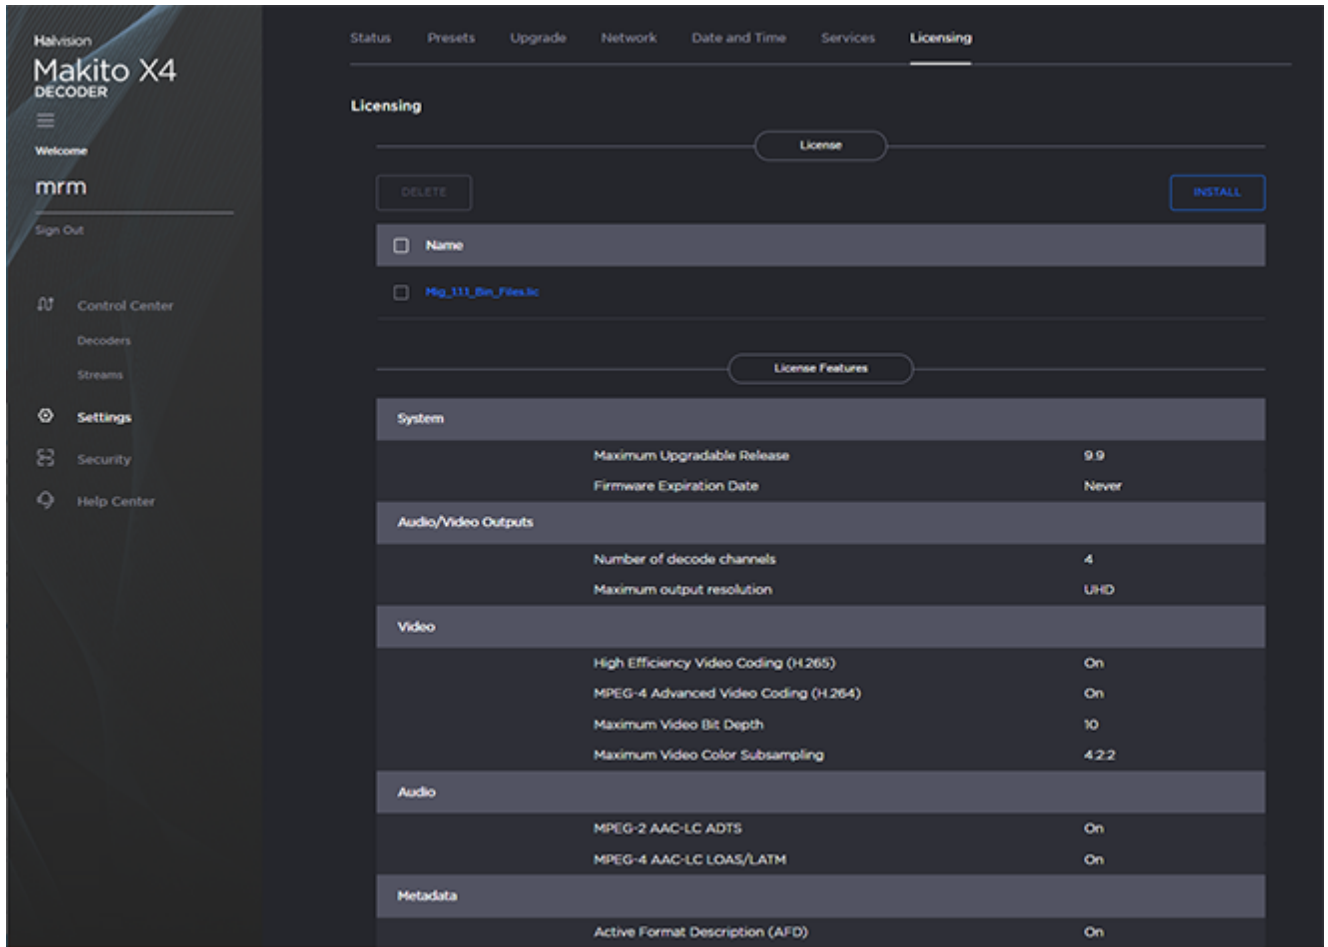 Haivision
Makito X4
DECODER
Welcome
mrm
Sign Out
Control Center
Decoders
Streams
Settings
Security
Help Center
Status Presets Upgrade Network Date and Time Services Licensing
Licensing
License
DELETE INSTALL
Name
Mig_111_Bin_Files.lic
License Features
System
Maximum Upgradable Release 9.9
Firmware Expiration Date Never
Audio/Video Outputs
Number of decode channels 4
Maximum output resolution UHD
Video
High Efficiency Video Coding (H.265) On
MPEG-4 Advanced Video Coding (H.264) On
Maximum Video Bit Depth 10
Maximum Video Color Subsampling 4:2:2
Audio
MPEG-2 AAC-LC ADTS On
MPEG-4 AAC-LC LOAS/LATM On
Metadata
Active Format Description (AFD) On